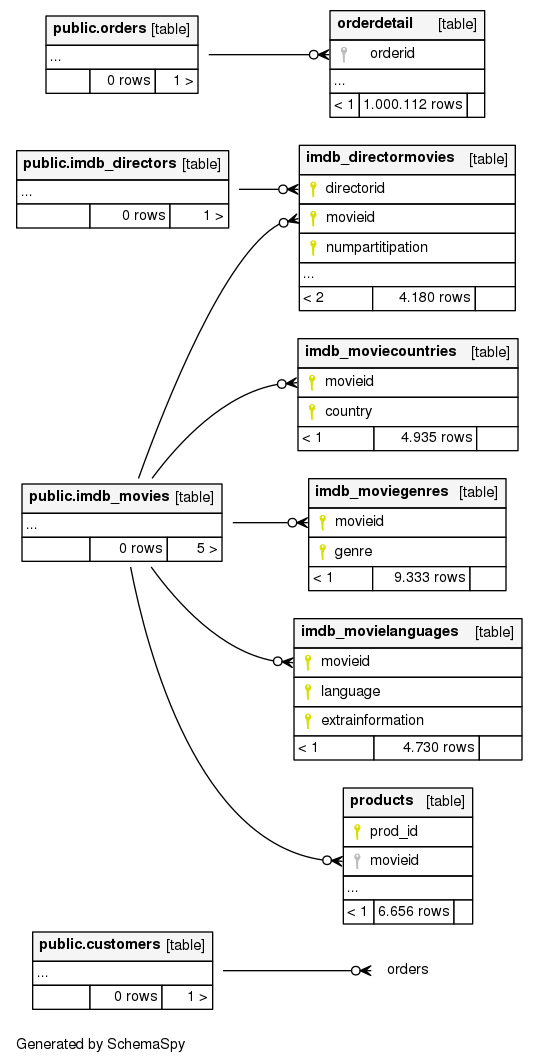 public.orders [table]
...
0 rows 1 >
orderdetail [table]
orderid
...
< 1 1.000.112 rows
public.imdb_directors [table]
...
0 rows 1 >
imdb_directormovies [table]
directorid
movieid
numpartitipation
...
< 2 4.180 rows
imdb_moviecountries [table]
movieid
country
< 1 4.935 rows
public.imdb_movies [table]
...
0 rows 5 >
imdb_moviegenres [table]
movieid
genre
< 1 9.333 rows
imdb_movielanguages [table]
movieid
language
extrainformation
< 1 4.730 rows
products [table]
prod_id
movieid
...
< 1 6.656 rows
public.customers [table]
...
0 rows 1 >
orders
Generated by SchemaSpy